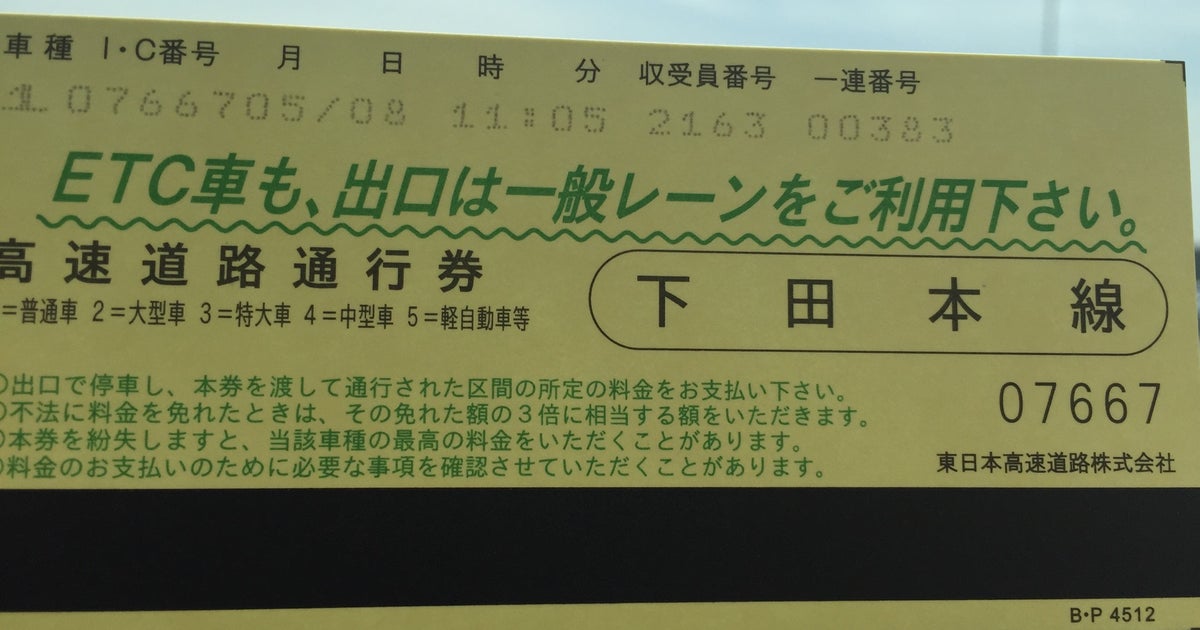 車種 I・C番号 月 日 時 分 収受員番号 一連番号
1 0766705/08 11:05 2163 00383
ETC車も、出口は一般レーンをご利用下さい。
高速道路通行券
=普通車 2=大型車 3=特大車 4=中型車 5=軽自動車等
下田本線
出口で停車し、本券を渡して通行された区間の所定の料金をお支払い下さい。
不法に料金を免れたときは、その免れた額の3倍に相当する額をいただきます。
本券を紛失しますと、当該車種の最高の料金をいただくことがあります。
料金のお支払いのために必要な事項を確認させていただくことがあります。
07667
東日本高速道路株式会社
B・P 4512